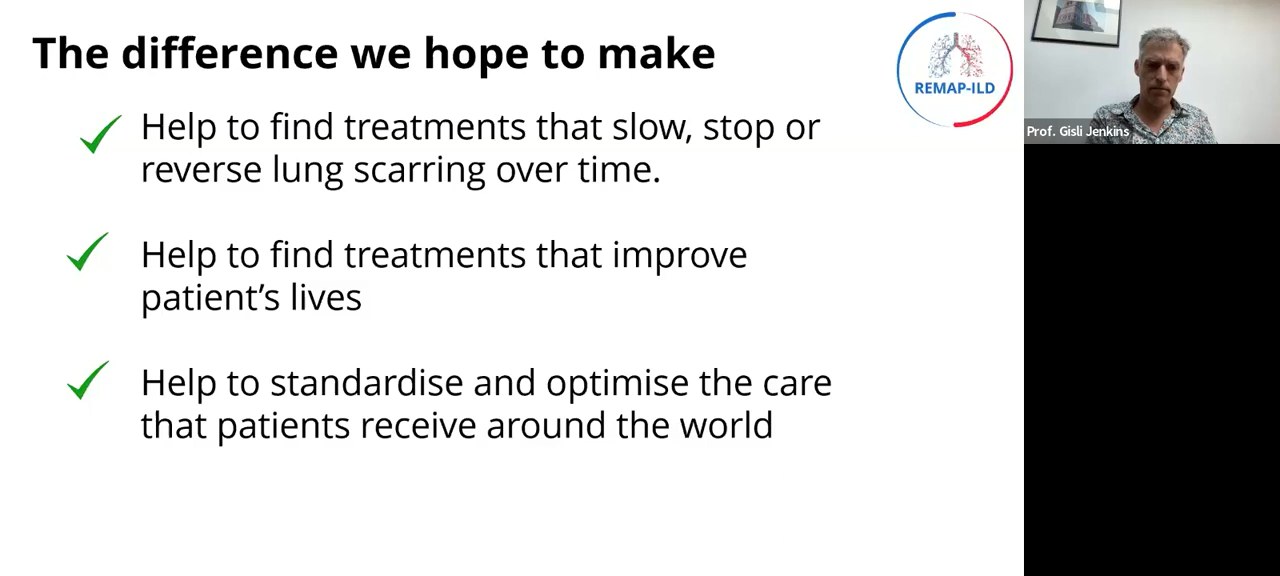 The difference we hope to make
REMAP-ILD
Prof. Gisli Jenkins
Help to find treatments that slow, stop or
reverse lung scarring over time.
Help to find treatments that improve
patient’s lives
Help to standardise and optimise the care
that patients receive around the world